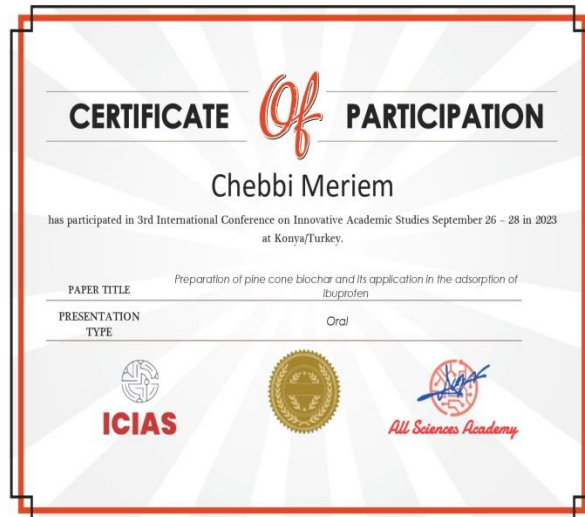 CERTIFICATE Of PARTICIPATION
Chebbi Meriem
has participated in 3rd International Conference on Innovative Academic Studies September 26 – 28 in 2023
at Konya/Turkey.
PAPER TITLE
Preparation of pine cone biochar and its application in the adsorption of
ibuprofen
PRESENTATION
TYPE
Oral
ICIAS
All Sciences Academy